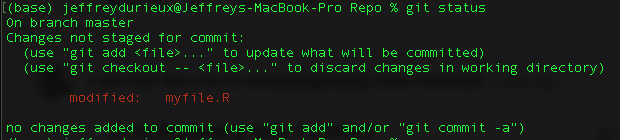 (base) jeffreydurieux@Jeffreys-MacBook-Pro Repo % git status
On branch master
Changes not staged for commit:
(use "git add <file>..." to update what will be committed)
(use "git checkout -- <file>..." to discard changes in working directory)
modified: myfile.R
no changes added to commit (use "git add" and/or "git commit -a")